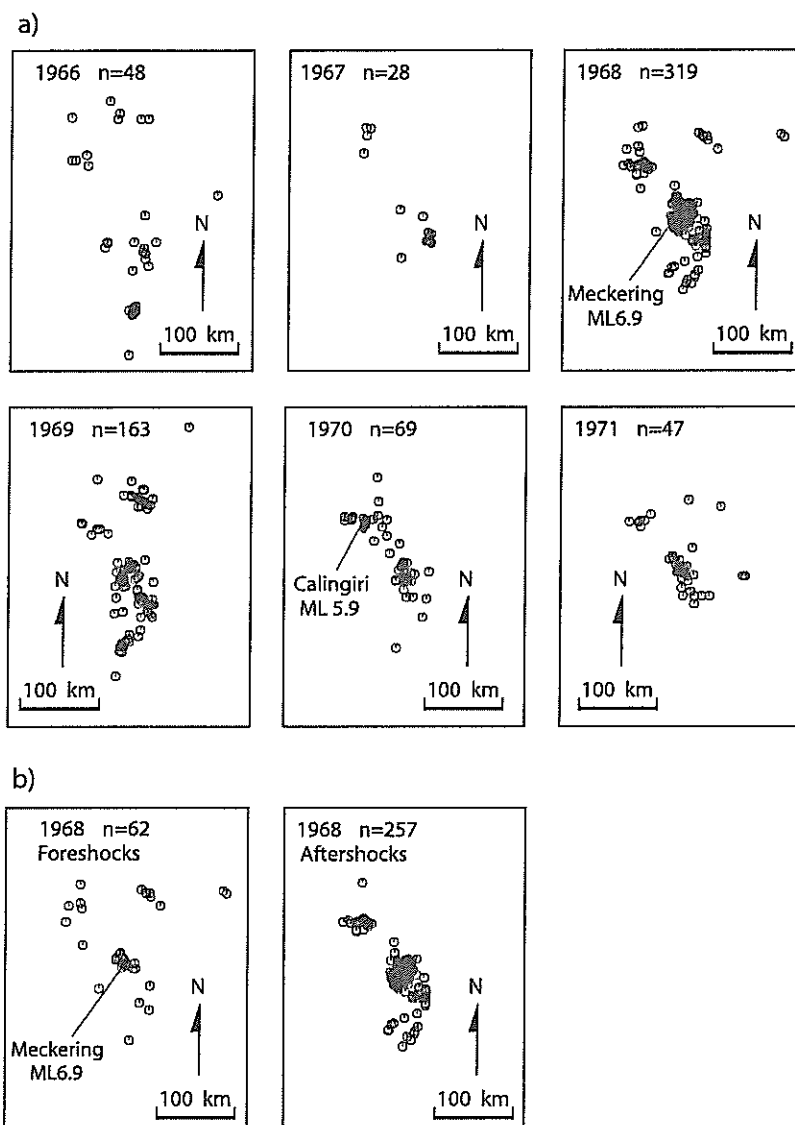 a)
1966 n=48
N
100 km
1967 n=28
N
100 km
1968 n=319
N
Meckering
ML6.9
100 km
1969 n=163
N
100 km
1970 n=69
Calingiri
ML 5.9
N
100 km
1971 n=47
N
100 km
b)
1968 n=62
Foreshocks
N
Meckering
ML6.9
100 km
1968 n=257
Aftershocks
N
100 km